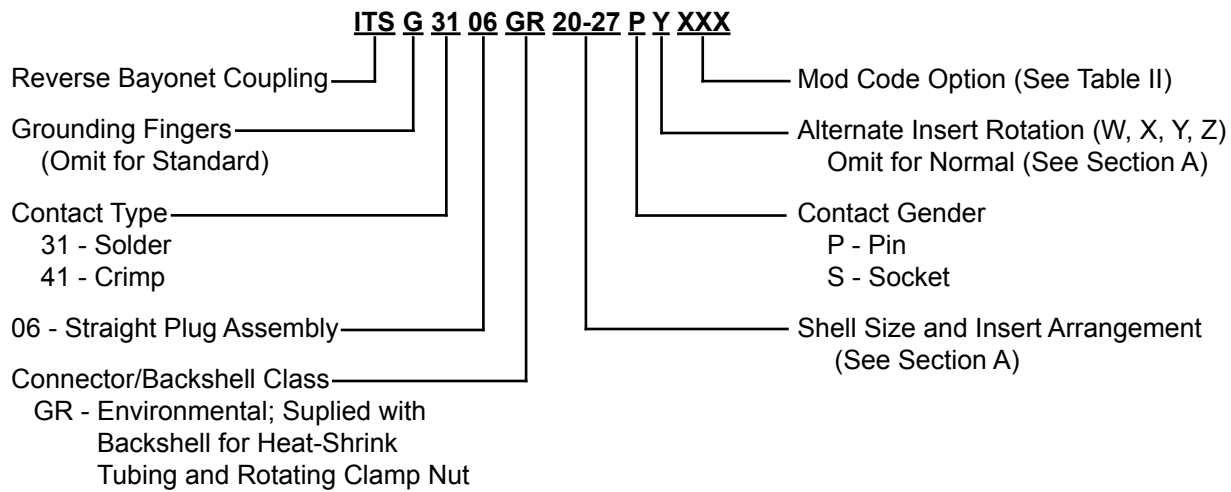 ITS G 31 06 GR 20-27 P Y XXX
Reverse Bayonet Coupling
Grounding Fingers
(Omit for Standard)
Contact Type
31 - Solder
41 - Crimp
06 - Straight Plug Assembly
Connector/Backshell Class
GR - Environmental; Suplied with
Backshell for Heat-Shrink
Tubing and Rotating Clamp Nut
Mod Code Option (See Table II)
Alternate Insert Rotation (W, X, Y, Z)
Omit for Normal (See Section A)
Contact Gender
P - Pin
S - Socket
Shell Size and Insert Arrangement
(See Section A)